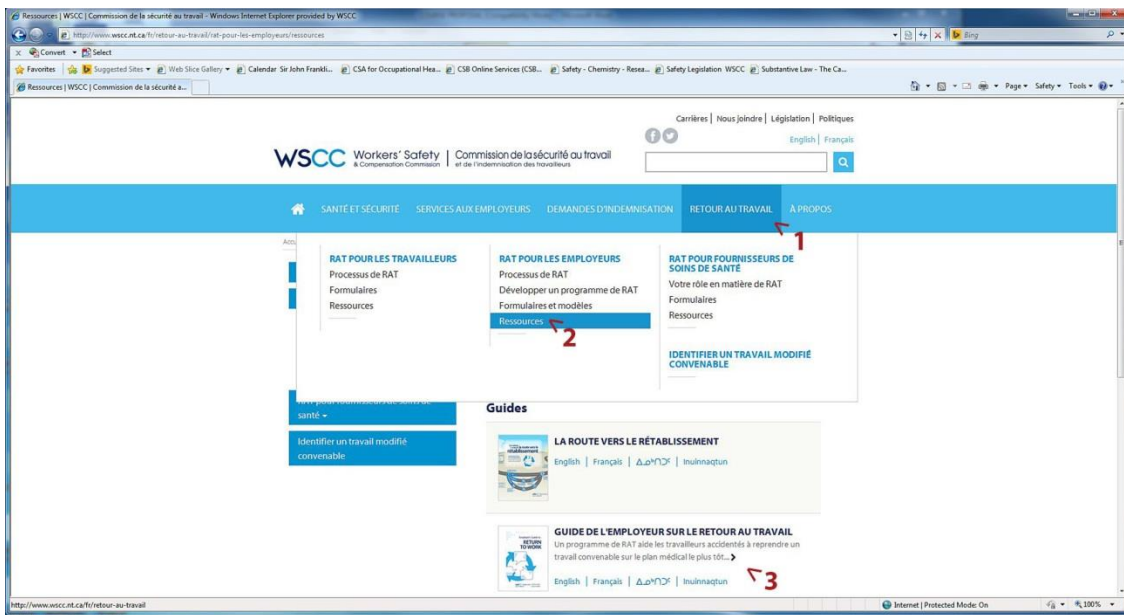 Ressources | WSCC | Commission de la sécurité au travail - Windows Internet Explorer provided by WSCC
http://www.wscc.nt.ca/fr/retour-au-travail/rat-pour-les-employeurs/ressources
Bing
x Convert Select
Favorites Suggested Sites Web Slice Gallery Calendar Sir John Frankli... CSA for Occupational Hea... CSB Online Services (CSB... Safety - Chemistry - Resea... Safety Legislation WSCC Substantive Law - The Ca...
Ressources | WSCC | Commission de la sécurité a...
Page Safety Tools
Carrières | Nous joindre | Législation | Politiques
English | Français
WSCC Workers' Safety & Compensation Commission | Commission de la sécurité au travail et de l'indemnisation des travailleurs
SANTÉ ET SÉCURITÉ SERVICES AUX EMPLOYEURS DEMANDES D'INDEMNISATION RETOUR AU TRAVAIL À PROPOS
1
RAT POUR LES TRAVAILLEURS
Processus de RAT
Formulaires
Ressources
RAT POUR LES EMPLOYEURS
Processus de RAT
Développer un programme de RAT
Formulaires et modèles
Ressources
2
RAT POUR FOURNISSEURS DE
SOINS DE SANTÉ
Votre rôle en matière de RAT
Formulaires
Ressources
IDENTIFIER UN TRAVAIL MODIFIÉ
CONVENABLE
santé
Identifier un travail modifié
convenable
Guides
LA ROUTE VERS LE RÉTABLISSEMENT
English | Français | ᐃᓄᒃᑎᑐᑦ | Inuinnaqtun
RETURN
TO WORK
GUIDE DE L'EMPLOYEUR SUR LE RETOUR AU TRAVAIL
Un programme de RAT aide les travailleurs accidentés à reprendre un
travail convenable sur le plan médical le plus tôt...
English | Français | ᐃᓄᒃᑎᑐᑦ | Inuinnaqtun
3
http://www.wscc.nt.ca/fr/retour-au-travail
Internet | Protected Mode: On
100%